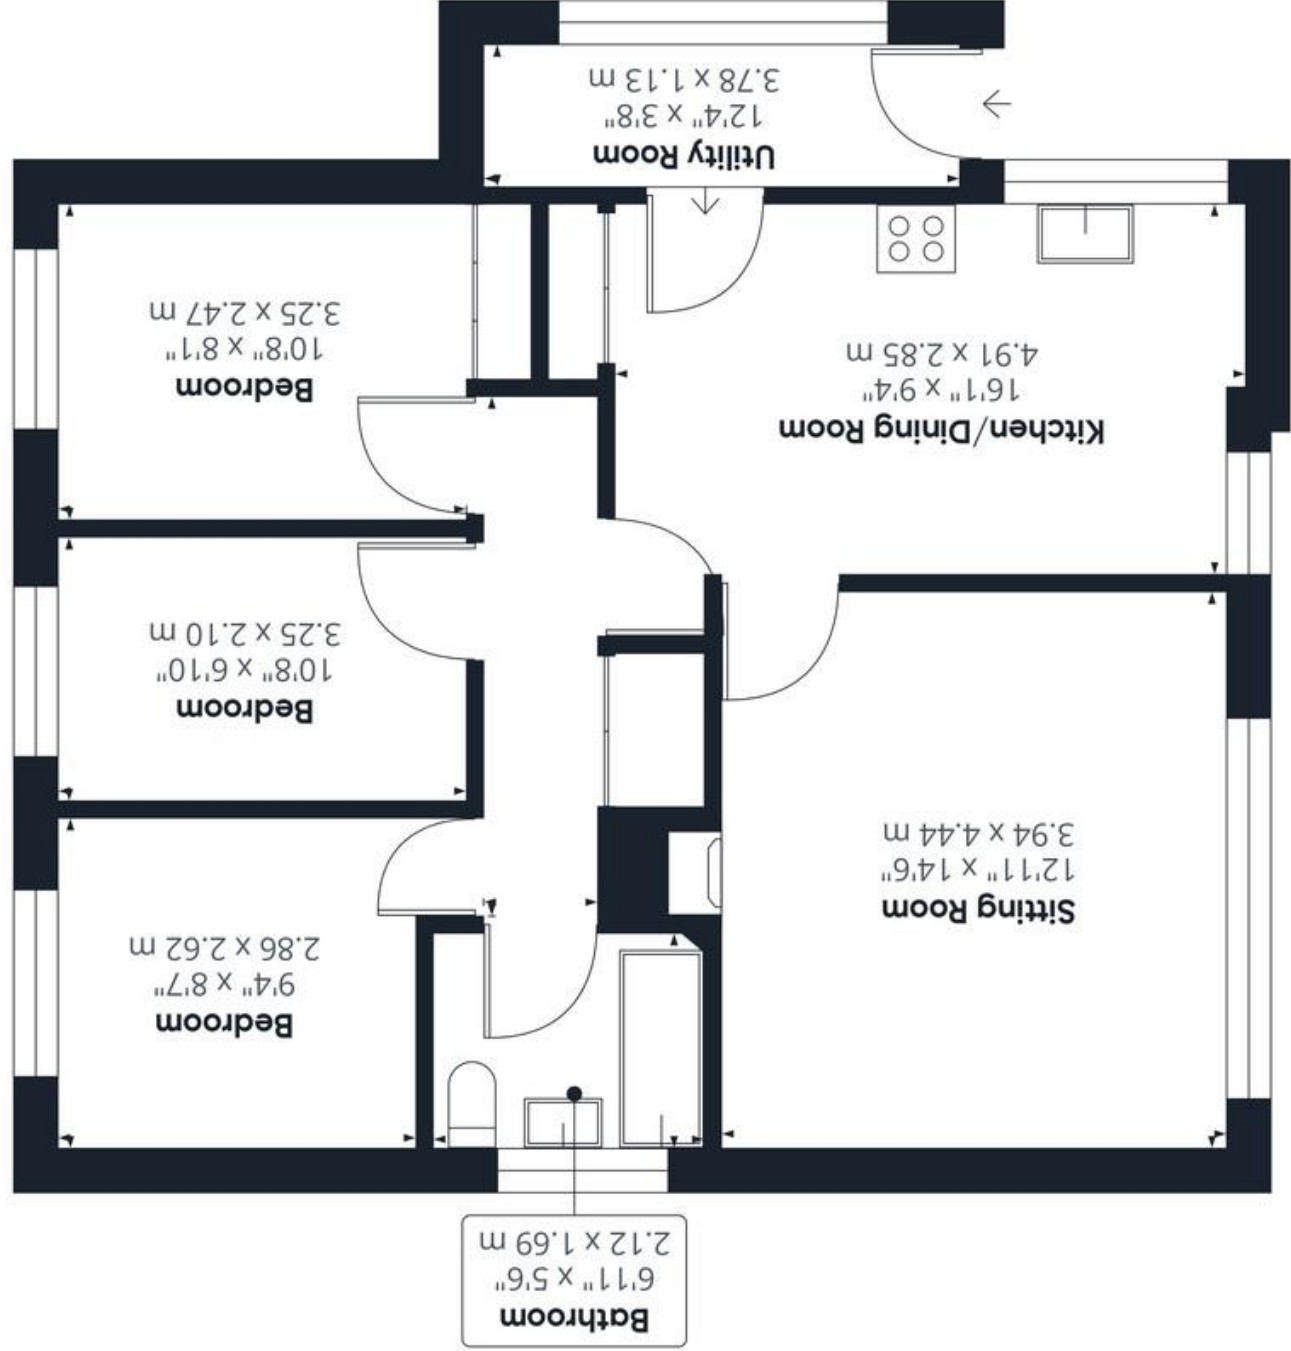 Bathroom
6'11" x 5'6"
2.12 x 1.69 m
Sitting Room
12'11" x 14'6"
3.94 x 4.44 m
Bedroom
9'4" x 8'7"
2.86 x 2.62 m
Bedroom
10'8" x 6'10"
3.25 x 2.10 m
Kitchen/Dining Room
16'1" x 9'4"
4.91 x 2.85 m
Bedroom
10'8" x 8'1"
3.25 x 2.47 m
Utility Room
12'4" x 3'8"
3.78 x 1.13 m